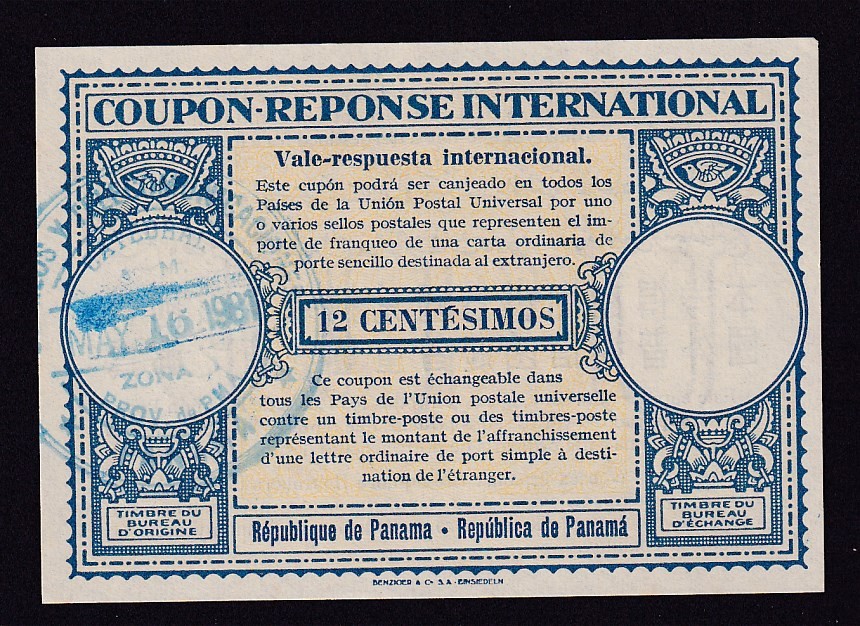 COUPON-REPONSE INTERNATIONAL
Vale-respuesta internacional.
Este cupón podrá ser canjeado en todos los
Países de la Unión Postal Universal por uno
o varios sellos postales que representen el im-
porte de franqueo de una carta ordinaria de
porte sencillo destinada al extranjero.
MAY 16 1981
ZONA 1
PROV. de PMA
12 CENTÉSIMOS
Ce coupon est échangeable dans
tous les Pays de l'Union postale universelle
contre un timbre-poste ou des timbres-poste
représentant le montant de l'affranchissement
d'une lettre ordinaire de port simple à desti-
nation de l'étranger.
TIMBRE DU
BUREAU
D'ORIGINE
TIMBRE DU
BUREAU
D'ÉCHANGE
République de Panama • República de Panamá
BENZIGER & Co S.A. EINSIEDELN